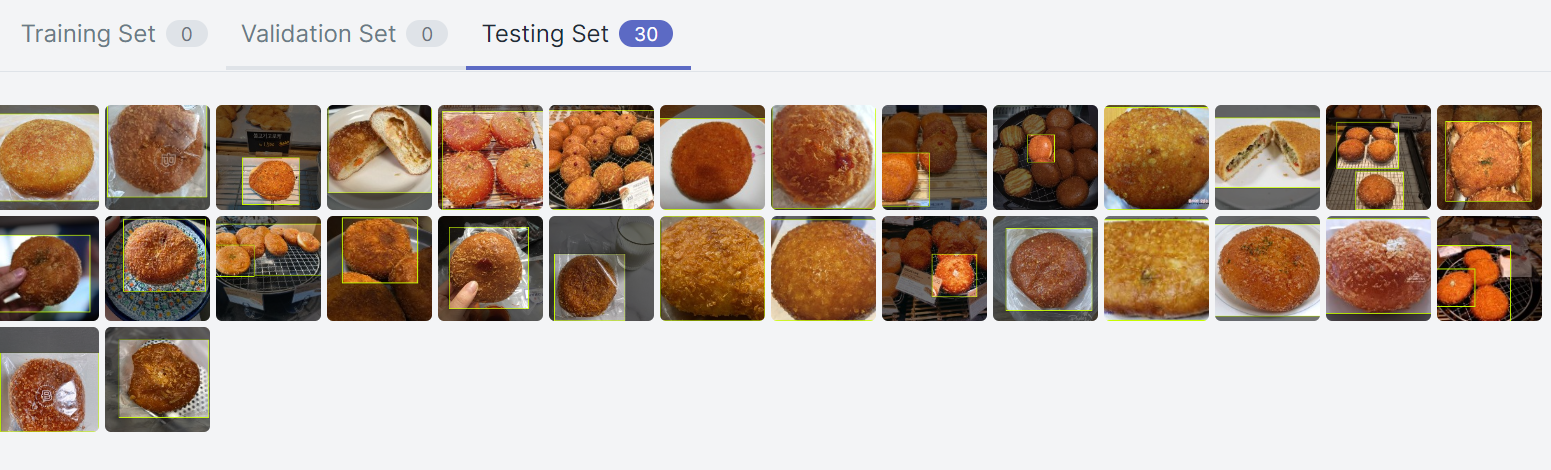 Training Set 0
Validation Set 0
Testing Set 30